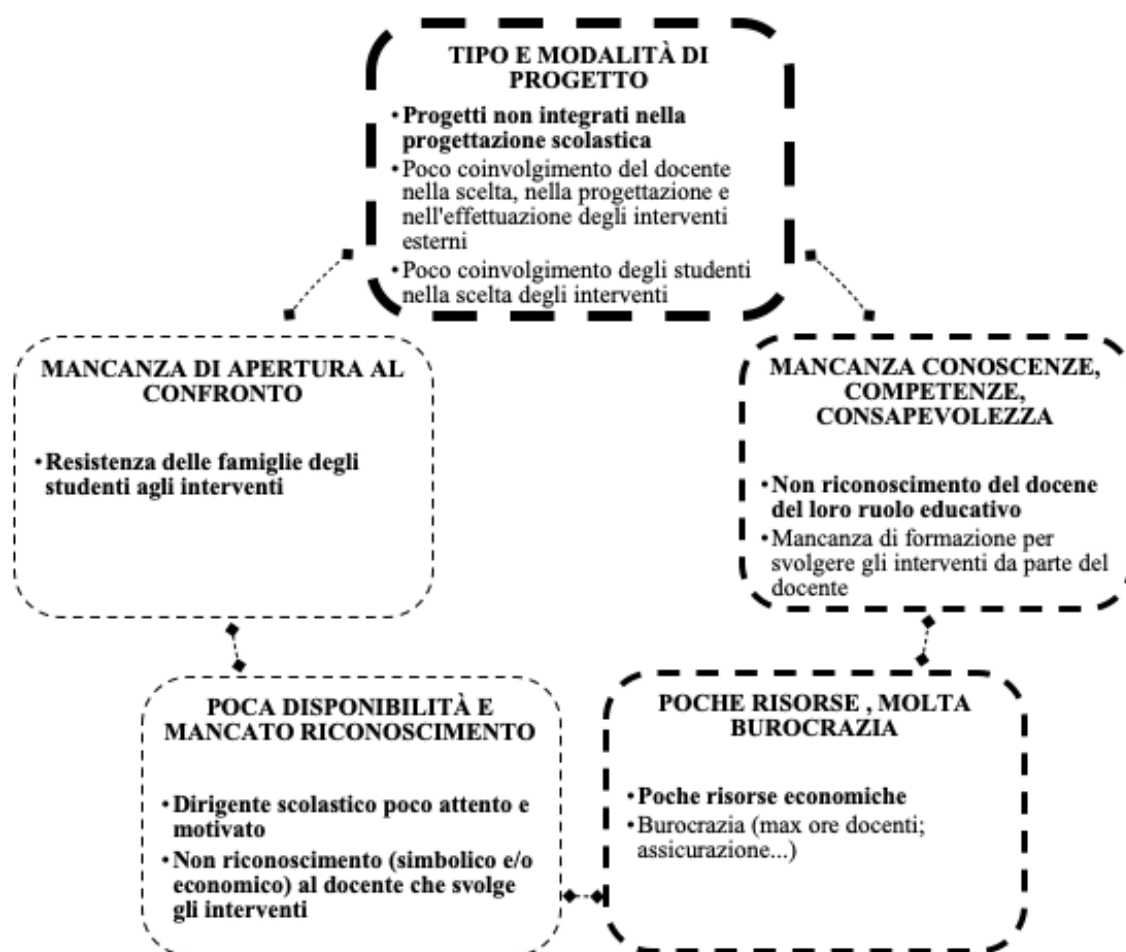 TIPO E MODALITÀ DI
PROGETTO
•Progetti non integrati nella
progettazione scolastica
•Poco coinvolgimento del docente
nella scelta, nella progettazione e
nell'effettuazione degli interventi
esterni
•Poco coinvolgimento degli studenti
nella scelta degli interventi
MANCANZA DI APERTURA AL
CONFRONTO
•Resistenza delle famiglie degli
studenti agli interventi
MANCANZA CONOSCENZE,
COMPETENZE,
CONSAPEVOLEZZA
•Non riconoscimento del docene
del loro ruolo educativo
•Mancanza di formazione per
svolgere gli interventi da parte del
docente
POCA DISPONIBILITÀ E
MANCATO RICONOSCIMENTO
•Dirigente scolastico poco attento e
motivato
•Non riconoscimento (simbolico e/o
economico) al docente che svolge
gli interventi
POCHE RISORSE , MOLTA
BUROCRAZIA
•Poche risorse economiche
•Burocrazia (max ore docenti;
assicurazione...)